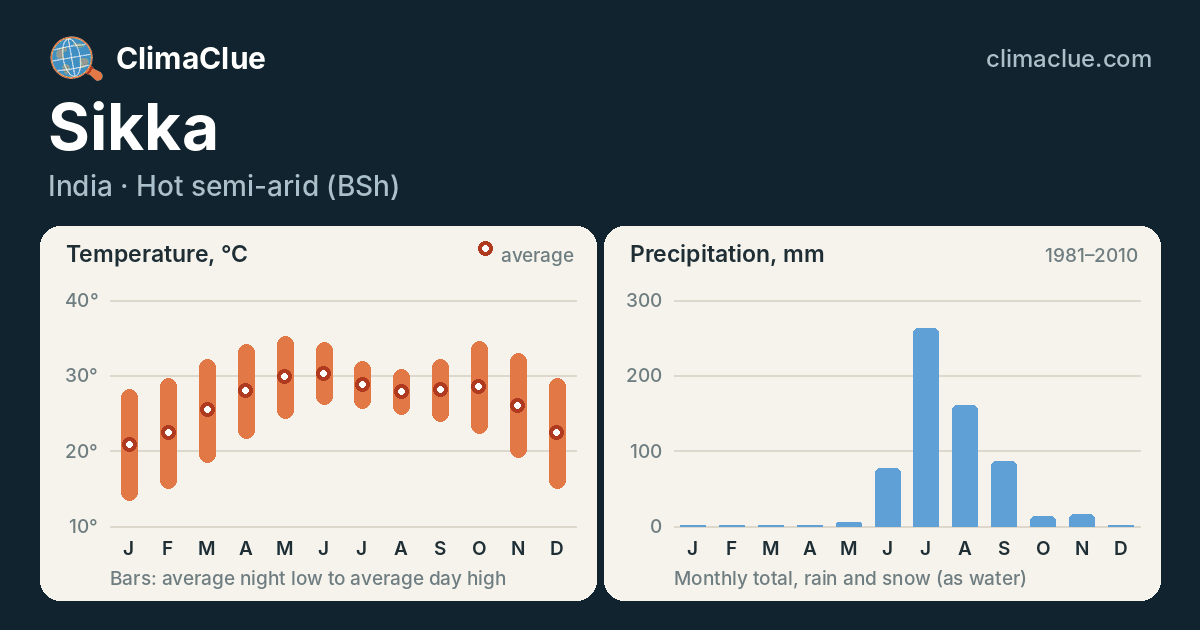 ClimaClue
climaclue.com
Sikka
India · Hot semi-arid (BSh)
Temperature, °C
average
40°
30°
20°
10°
J F M A M J J A S O N D
Bars: average night low to average day high
Precipitation, mm
1981–2010
300
200
100
0
J F M A M J J A S O N D
Monthly total, rain and snow (as water)